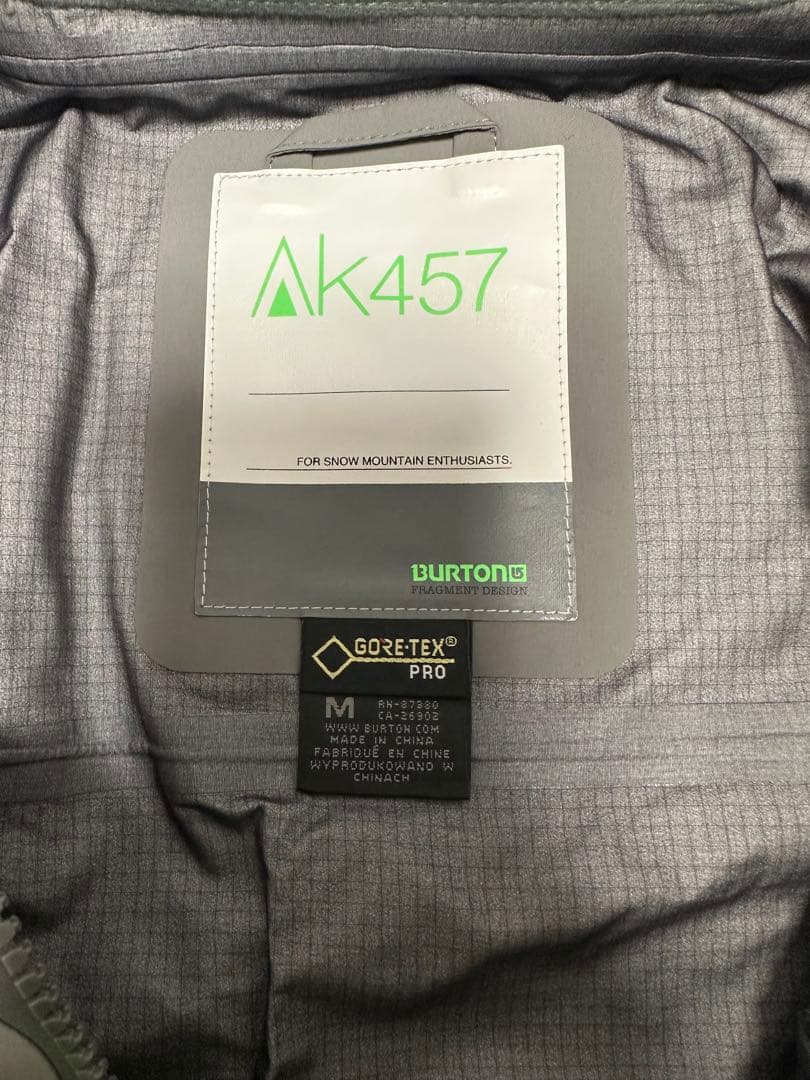 AK457
FOR SNOW MOUNTAIN ENTHUSIASTS.
BURTON
FRAGMENT DESIGN
GORE-TEX®
PRO
M
RN-87380
CA-26902
WWW.BURTON.COM
MADE IN CHINA
FABRIQUÉ EN CHINE
WYPRODUKOWANO W
CHINACH